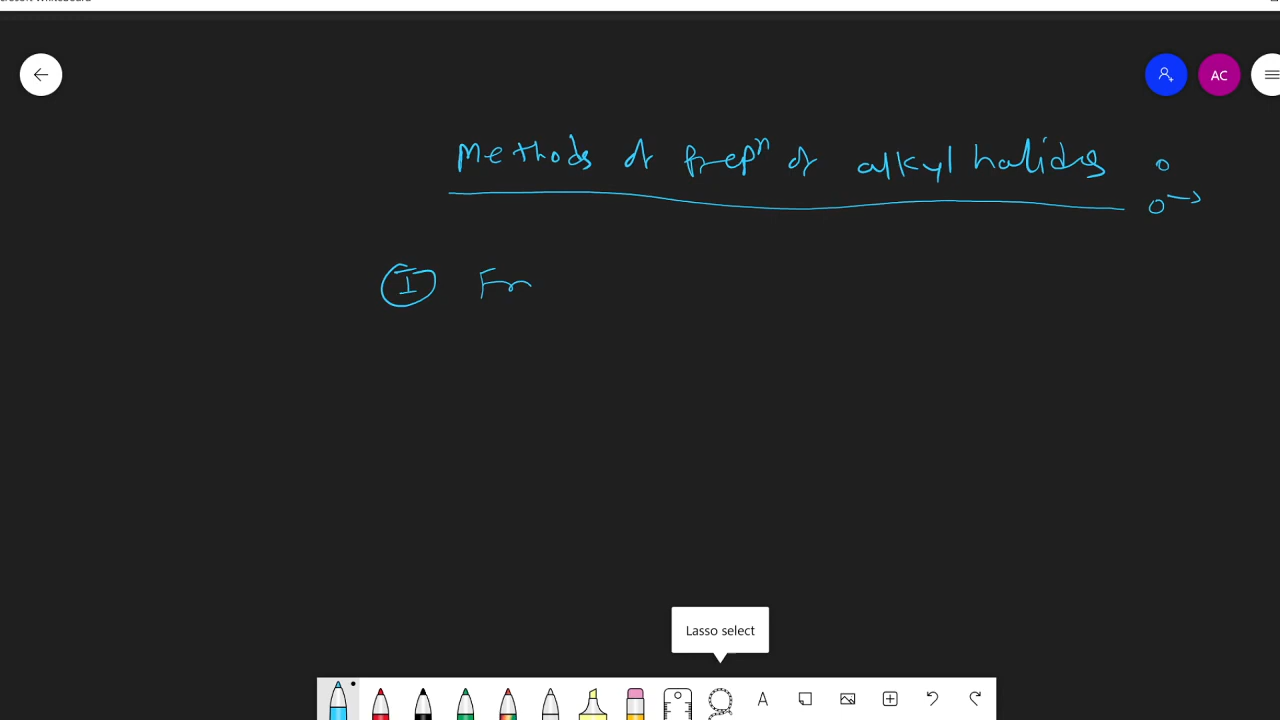 AC
Methods of prepⁿ of alkyl halides :→
I Fr
Lasso select
A